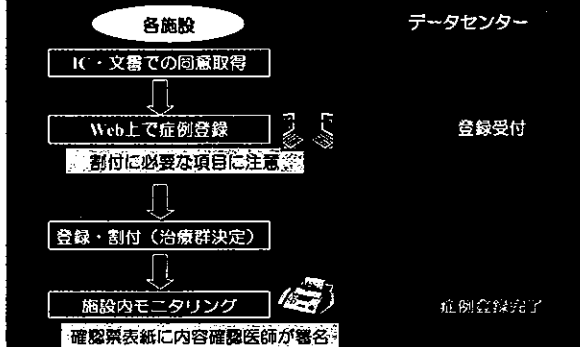 各施設
データセンター
IC・文書での同意取得
Web上で症例登録
登録受付
割付に必要な項目に注意
登録・割付（治療群決定）
施設内モニタリング
症例登録完了
確認票表紙に内容確認医師が署名